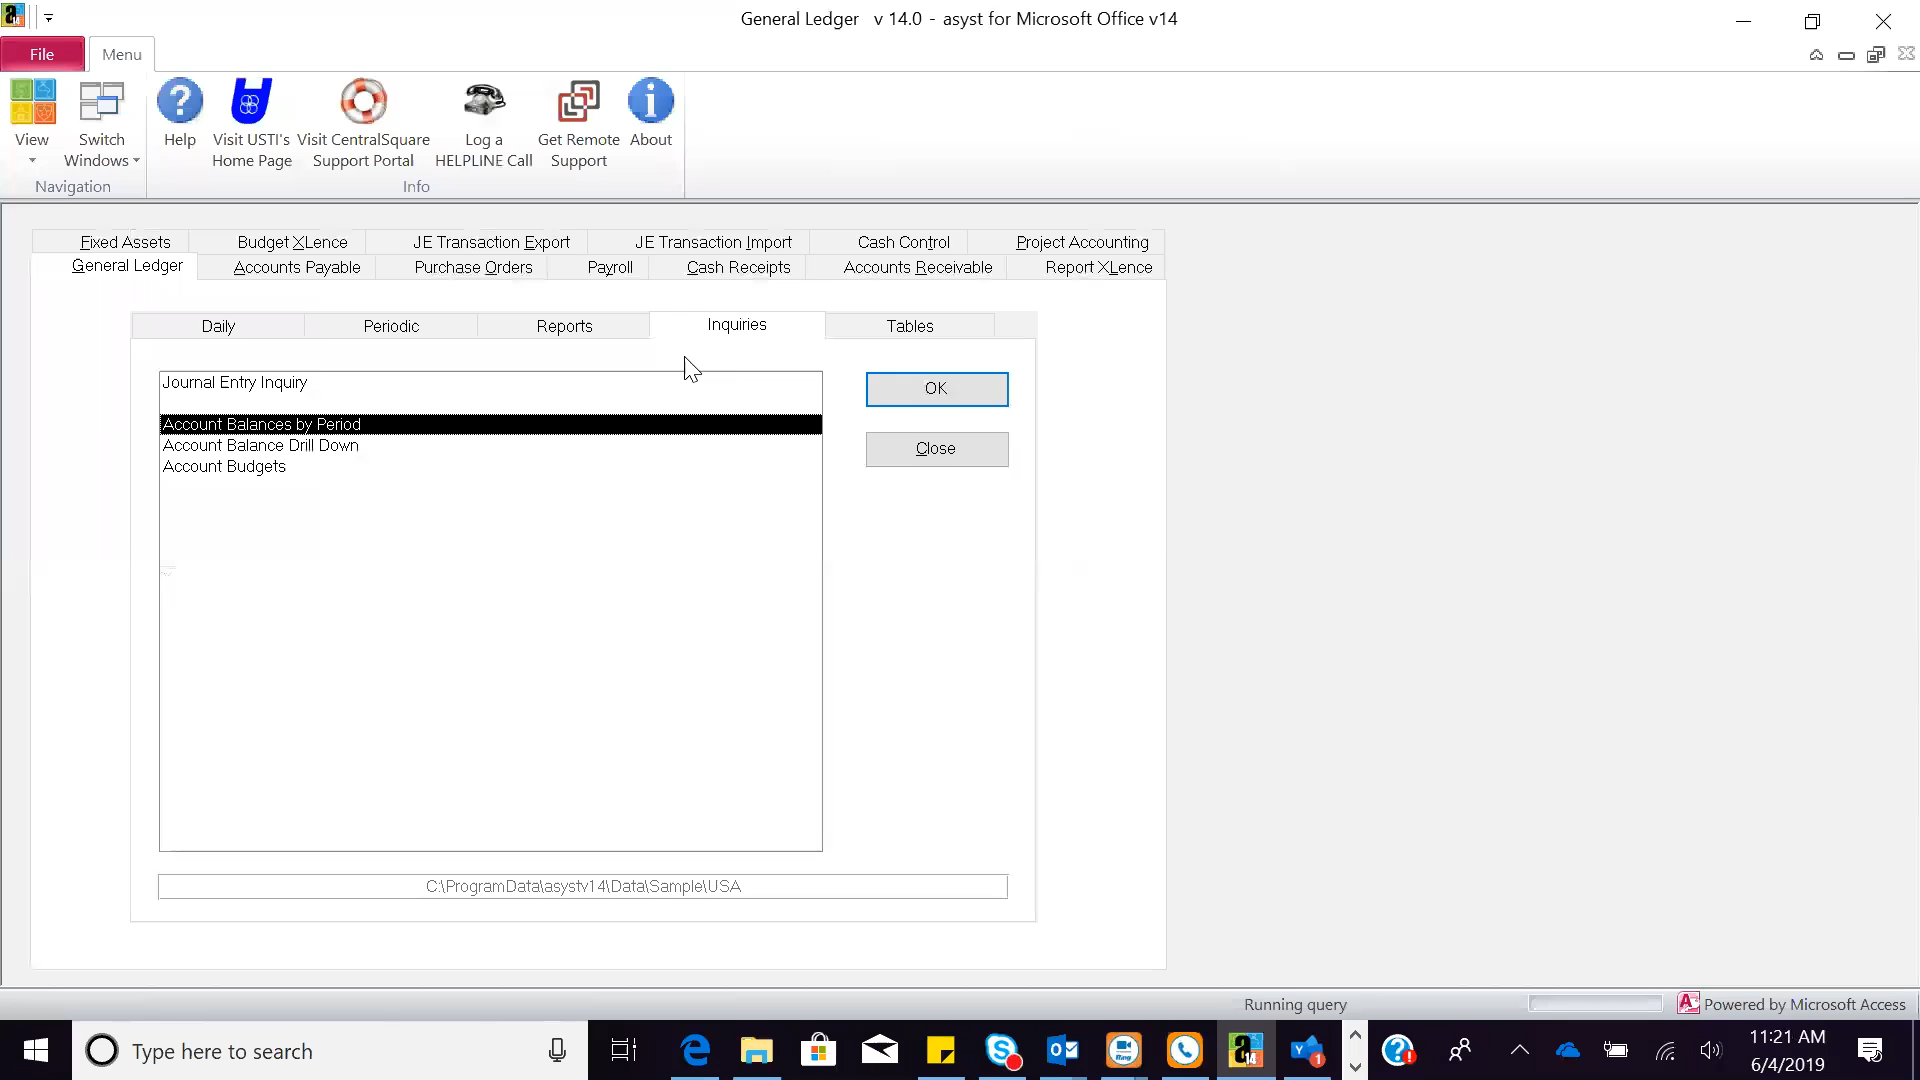 General Ledger v 14.0 - asyst for Microsoft Office v14
File
Menu
View
Switch
Windows
Help
Visit USTI's
Home Page
Visit CentralSquare
Support Portal
Log a
HELPLINE Call
Get Remote
Support
About
Navigation
Info
Fixed Assets
Budget XLence
JE Transaction Export
JE Transaction Import
Cash Control
Project Accounting
General Ledger
Accounts Payable
Purchase Orders
Payroll
Cash Receipts
Accounts Receivable
Report XLence
Daily
Periodic
Reports
Inquiries
Tables
Journal Entry Inquiry
Account Balances by Period
Account Balance Drill Down
Account Budgets
OK
Close
C:\ProgramData\asystv14\Data\Sample\USA
Running query
Powered by Microsoft Access
Type here to search
11:21 AM
6/4/2019